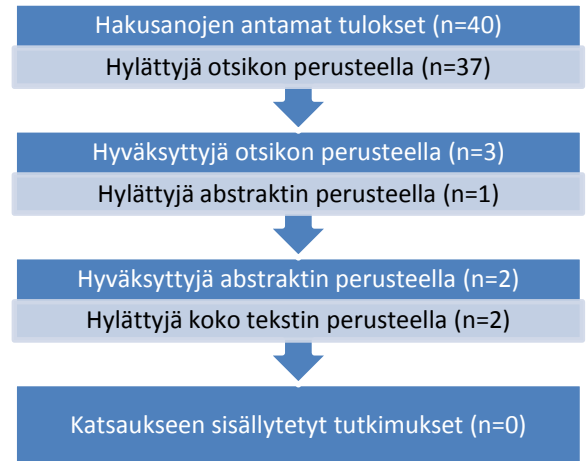 Hakusanojen antamat tulokset (n=40)
Hylättyjä otsikon perusteella (n=37)
Hyväksyttyjä otsikon perusteella (n=3)
Hylättyjä abstraktin perusteella (n=1)
Hyväksyttyjä abstraktin perusteella (n=2)
Hylättyjä koko tekstin perusteella (n=2)
Katsaukseen sisällytetyt tutkimukset (n=0)